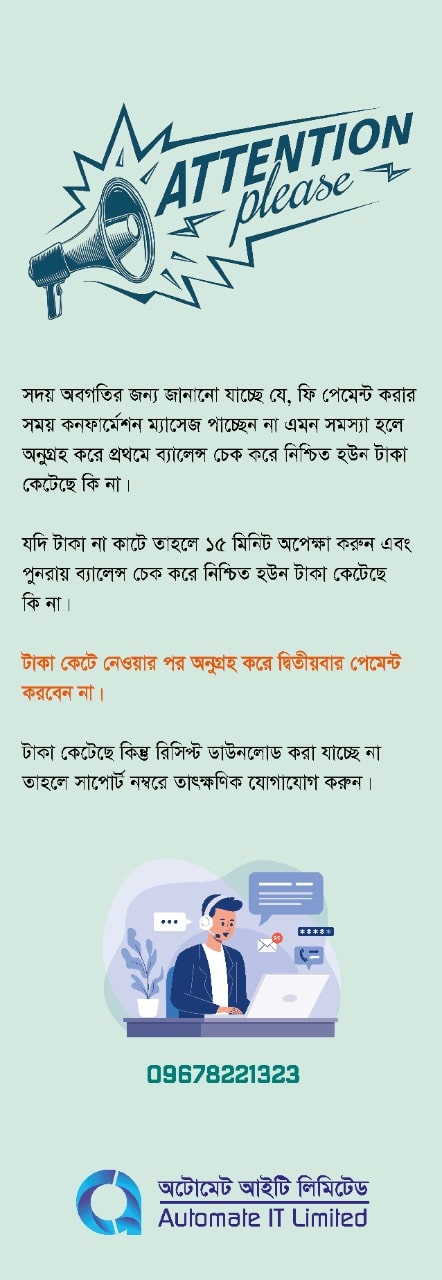 ATTENTION
please
সদয় অবগতির জন্য জানানো যাচ্ছে যে, ফি পেমেন্ট করার
সময় কনফার্মেশন ম্যাসেজ পাচ্ছেন না এমন সমস্যা হলে
অনুগ্রহ করে প্রথমে ব্যালেন্স চেক করে নিশ্চিত হউন টাকা
কেটেছে কি না।
যদি টাকা না কাটে তাহলে ১৫ মিনিট অপেক্ষা করুন এবং
পুনরায় ব্যালেন্স চেক করে নিশ্চিত হউন টাকা কেটেছে
কি না।
টাকা কেটে নেওয়ার পর অনুগ্রহ করে দ্বিতীয়বার পেমেন্ট
করবেন না।
টাকা কেটেছে কিন্তু রিসিপ্ট ডাউনলোড করা যাচ্ছে না
তাহলে সাপোর্ট নম্বরে তাৎক্ষণিক যোগাযোগ করুন।
09678221323
অটোমেট আইটি লিমিটেড
Automate IT Limited